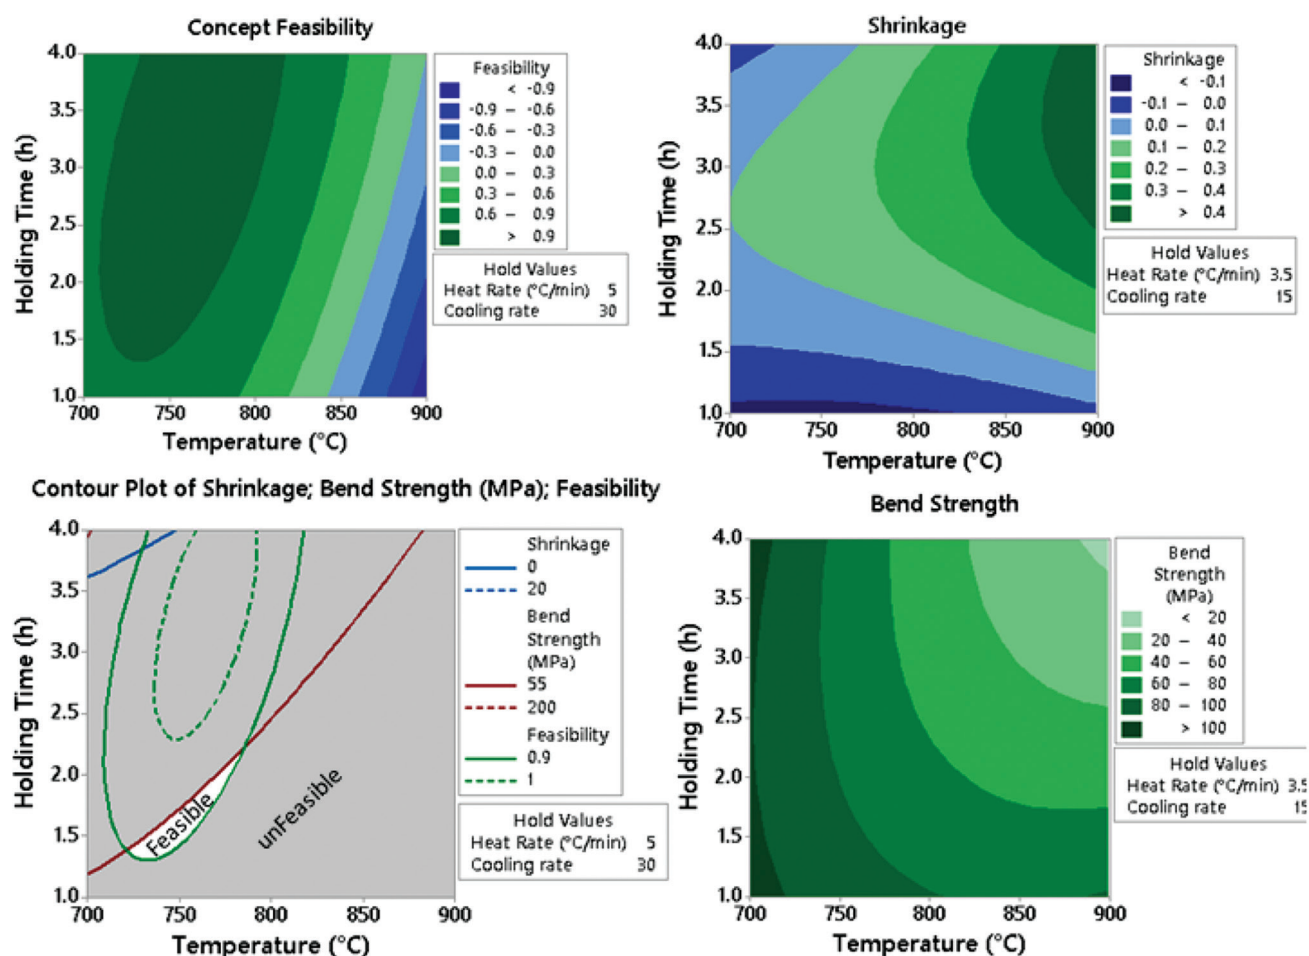 Concept Feasibility
Holding Time (h)
4.0
3.5
3.0
2.5
2.0
1.5
1.0
700
750
800
850
900
Temperature (°C)
Feasibility
< -0.9
-0.9 – -0.6
-0.6 – -0.3
-0.3 – 0.0
0.0 – 0.3
0.3 – 0.6
0.6 – 0.9
> 0.9
Hold Values
Heat Rate (°C/min) 5
Cooling rate 30
Shrinkage
Holding Time (h)
4.0
3.5
3.0
2.5
2.0
1.5
1.0
700
750
800
850
900
Temperature (°C)
Shrinkage
< -0.1
-0.1 – 0.0
0.0 – 0.1
0.1 – 0.2
0.2 – 0.3
0.3 – 0.4
> 0.4
Hold Values
Heat Rate (°C/min) 3.5
Cooling rate 15
Contour Plot of Shrinkage; Bend Strength (MPa); Feasibility
Holding Time (h)
4.0
3.5
3.0
2.5
2.0
1.5
1.0
700
750
800
850
900
Temperature (°C)
Feasible
unFeasible
Shrinkage
0
20
Bend
Strength
(MPa)
55
200
Feasibility
0.9
1
Hold Values
Heat Rate (°C/min) 5
Cooling rate 30
Bend Strength
Holding Time (h)
4.0
3.5
3.0
2.5
2.0
1.5
1.0
700
750
800
850
900
Temperature (°C)
Bend
Strength
(MPa)
< 20
20 – 40
40 – 60
60 – 80
80 – 100
> 100
Hold Values
Heat Rate (°C/min) 3.5
Cooling rate 15